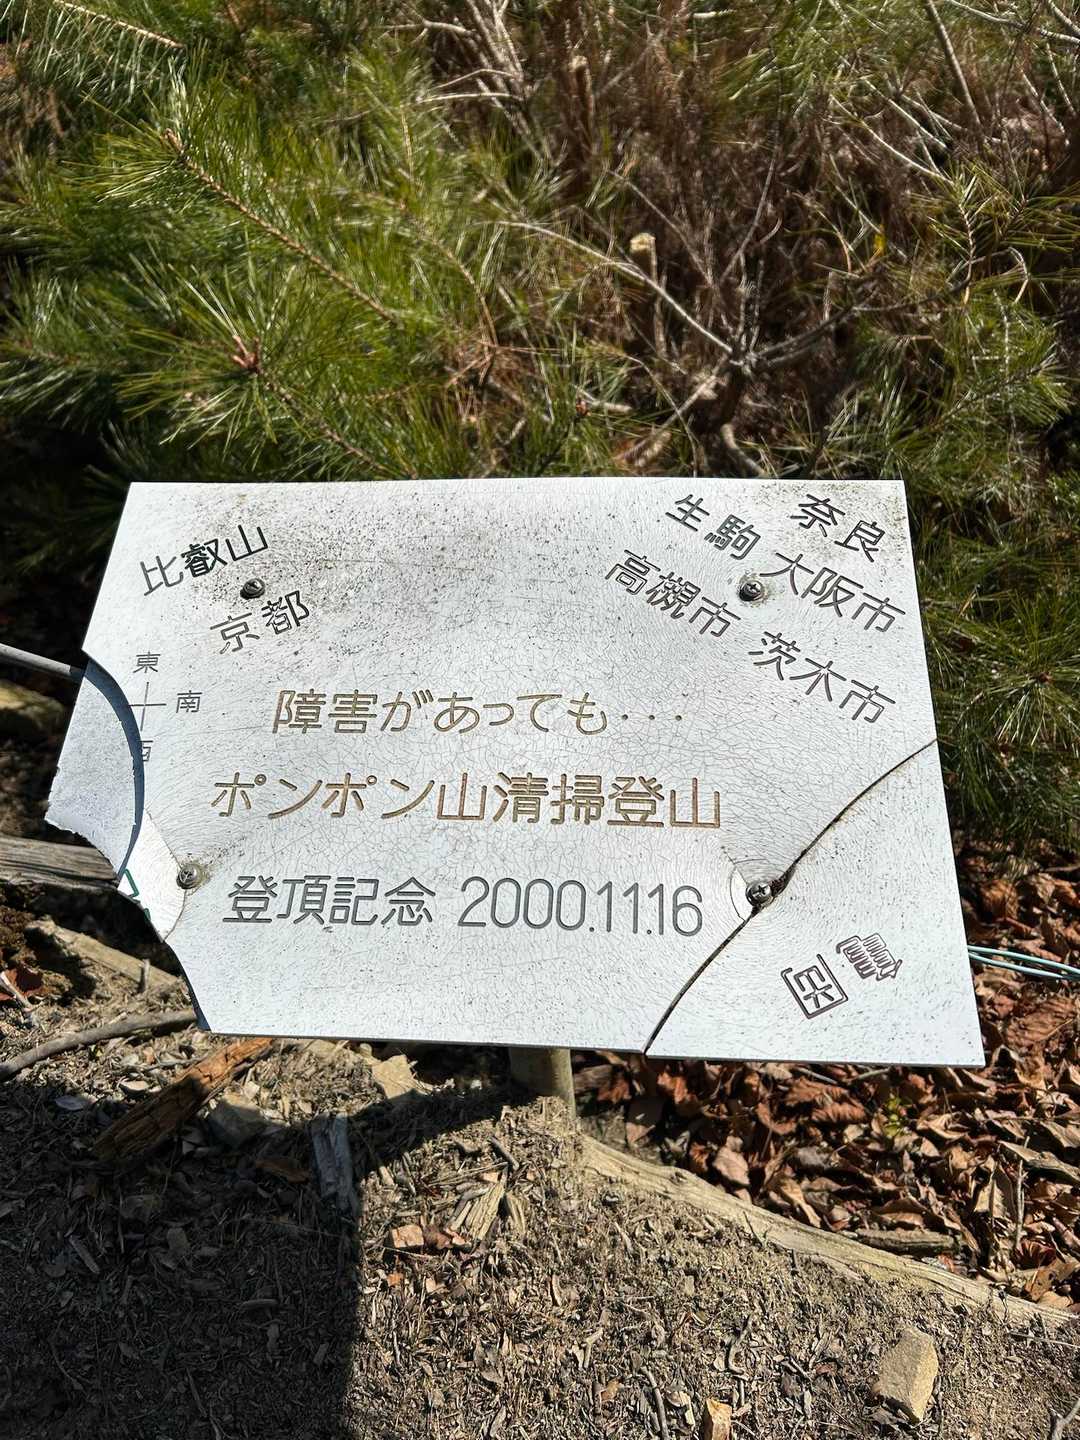 比叡山
京都
生駒
奈良
高槻市
大阪市
茨木市
東
南
西
障害があっても・・・
ポンポン山清掃登山
登頂記念 2000.11.16